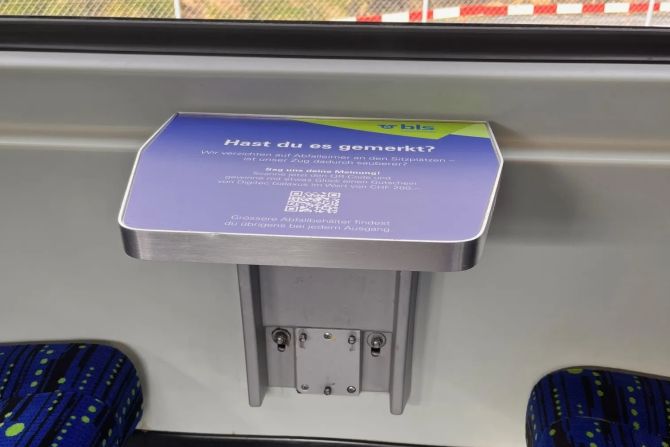 bls
Hast du es gemerkt?
Wir verzichten auf Abfalleimer an den Sitzplätzen –
ist unser Zug dadurch sauberer?
Sag uns deine Meinung!
Scanne jetzt den QR-Code und
gewinne mit etwas Glück einen Gutschein
von Digitec Galaxus im Wert von CHF 200.–
Grössere Abfallbehälter findest
du übrigens bei jedem Ausgang